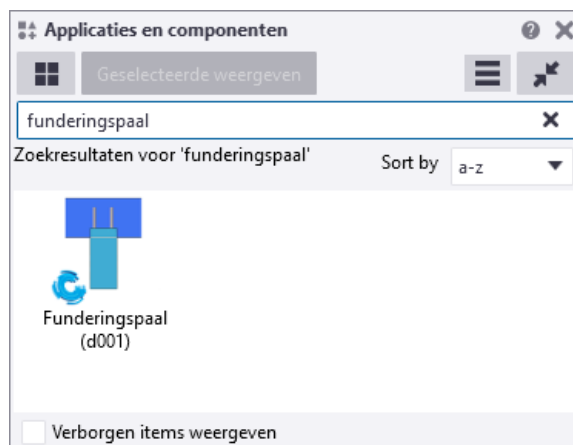 Applicaties en componenten
Geselecteerde weergeven
funderingspaal
Zoekresultaten voor 'funderingspaal'
Sort by
a-z
Funderingspaal
(d001)
Verborgen items weergeven